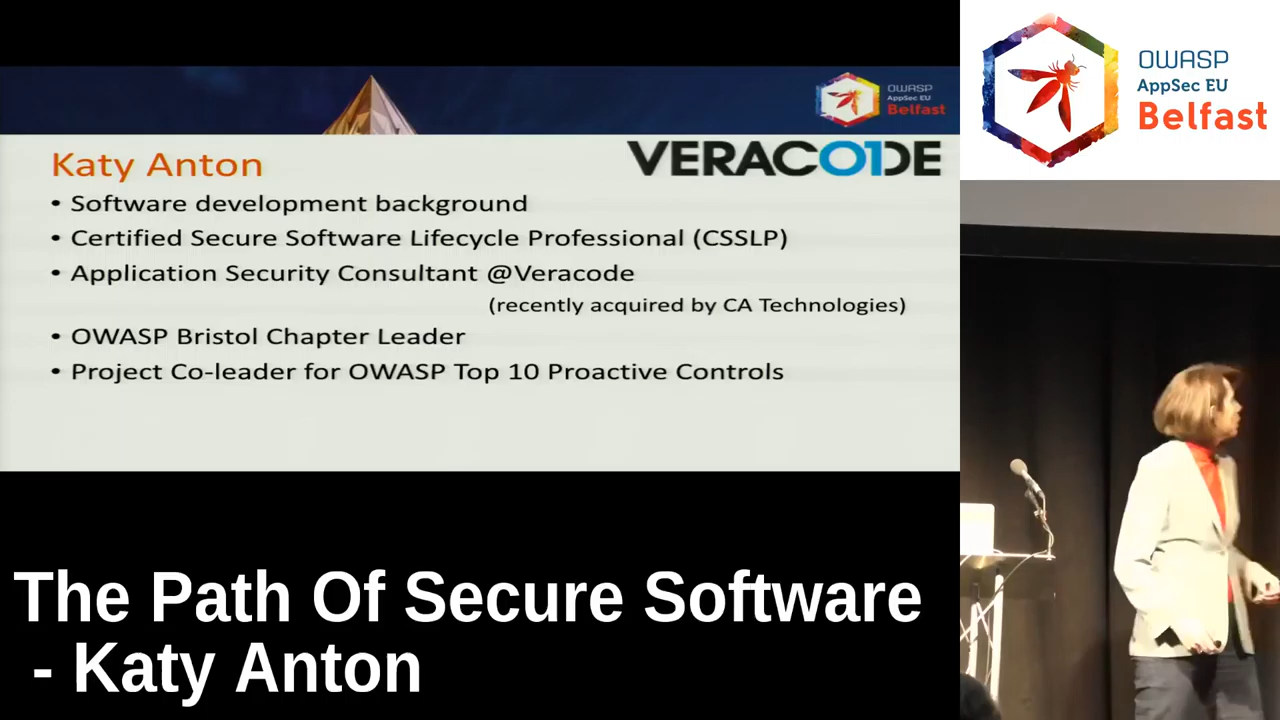 OWASP
AppSec EU
Belfast
OWASP
AppSec EU
Belfast
Katy Anton
VERACODE
• Software development background
• Certified Secure Software Lifecycle Professional (CSSLP)
• Application Security Consultant @Veracode
(recently acquired by CA Technologies)
• OWASP Bristol Chapter Leader
• Project Co-leader for OWASP Top 10 Proactive Controls
The Path Of Secure Software
- Katy Anton